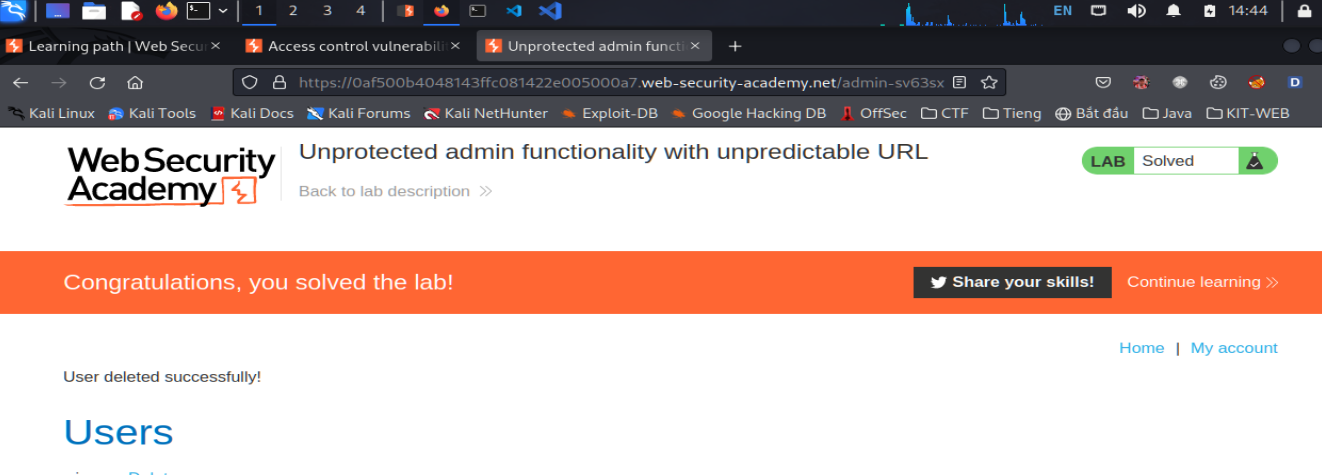 1 2 3 4 EN 14:44
Learning path | Web Secur Access control vulnerabili Unprotected admin functi
https://0af500b4048143ffc081422e005000a7.web-security-academy.net/admin-sv63sx
Kali Linux Kali Tools Kali Docs Kali Forums Kali NetHunter Exploit-DB Google Hacking DB OffSec CTF Tieng Bắt đầu Java KIT-WEB
Web Security
Academy
Unprotected admin functionality with unpredictable URL
Back to lab description
LAB Solved
Congratulations, you solved the lab!
Share your skills! Continue learning
Home | My account
User deleted successfully!
Users